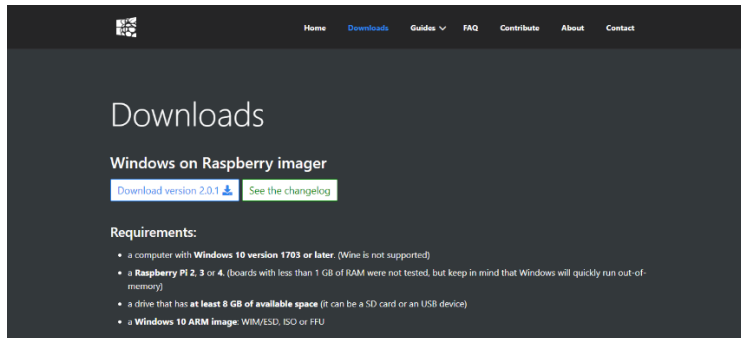 Home Downloads Guides FAQ Contribute About Contact
Downloads
Windows on Raspberry imager
Download version 2.0.1 See the changelog
Requirements:
• a computer with Windows 10 version 1703 or later. (Wine is not supported)
• a Raspberry Pi 2, 3 or 4. (boards with less than 1 GB of RAM were not tested, but keep in mind that Windows will quickly run out-of-
memory)
• a drive that has at least 8 GB of available space (it can be a SD card or an USB device)
• a Windows 10 ARM image: WIM/ESD, ISO or FFU